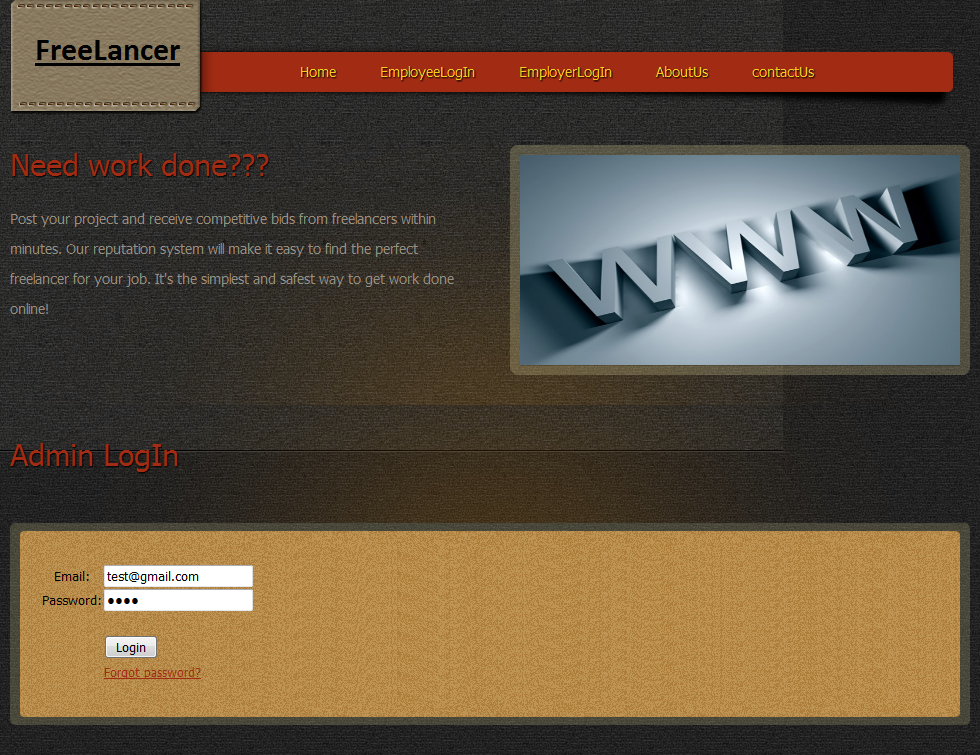 FreeLancer
Home EmployeeLogIn EmployerLogIn AboutUs contactUs
Need work done???
Post your project and receive competitive bids from freelancers within
minutes. Our reputation system will make it easy to find the perfect
freelancer for your job. It's the simplest and safest way to get work done
online!
WWW
Admin LogIn
Email: test@gmail.com
Password: ••••
Login
Forgot password?